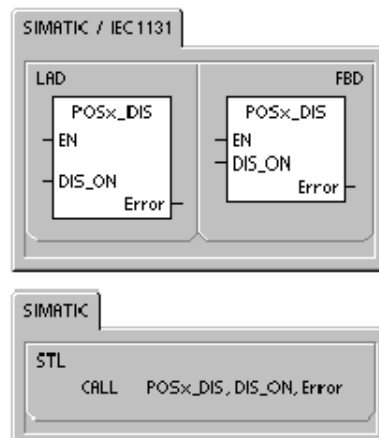 SIMATIC / IEC1131
LAD
FBD
POSx_DIS
EN
DIS_ON
Error
POSx_DIS
EN
DIS_ON
Error
SIMATIC
STL
CALL POSx_DIS, DIS_ON, Error